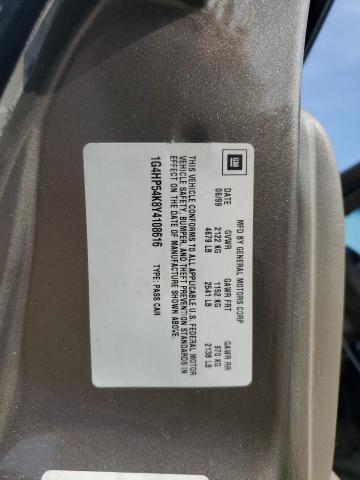 GM
MFD BY GENERAL MOTORS CORP
DATE GVWR GAWR FRT GAWR RR
06/99 2122 KG 1152 KG 970 KG
4679 LB 2541 LB 2138 LB
THIS VEHICLE CONFORMS TO ALL APPLICABLE U.S. FEDERAL MOTOR
VEHICLE SAFETY, BUMPER, AND THEFT PREVENTION STANDARDS IN
EFFECT ON THE DATE OF MANUFACTURE SHOWN ABOVE.
1G4HP54K8Y4108616 TYPE: PASS CAR